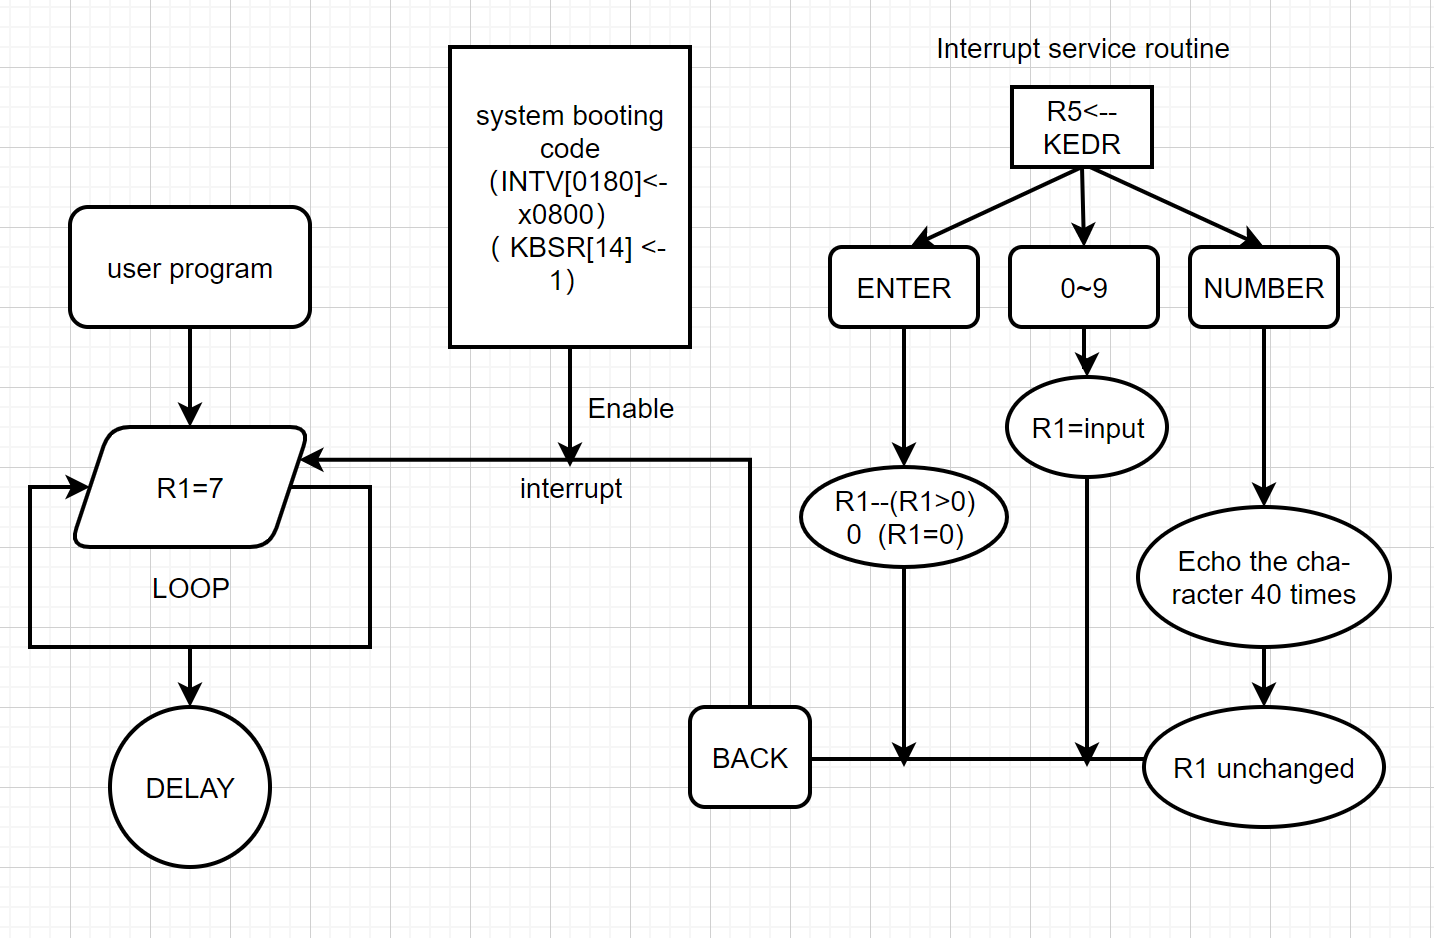 Interrupt service routine
R5<--
KEDR
system booting
code
(INTV[0180]<-
x0800)
( KBSR[14] <-
1)
user program
ENTER
0~9
NUMBER
Enable
R1=input
R1=7
interrupt
R1--(R1>0)
0 (R1=0)
LOOP
Echo the cha-
racter 40 times
BACK
R1 unchanged
DELAY